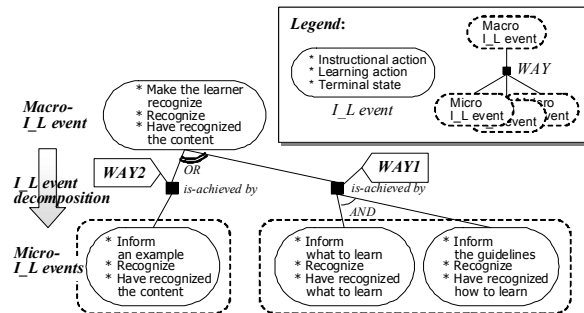 Legend:
* Instructional action
* Learning action
* Terminal state
I_L event
Macro
I_L event
WAY
Micro
I_L event
I_L event
Macro-
I_L event
* Make the learner
recognize
* Recognize
* Have recognized
the content
OR
WAY2
WAY1
is-achieved by
is-achieved by
AND
I_L event
decomposition
Micro-
I_L events
* Inform
an example
* Recognize
* Have recognized
the content
* Inform
what to learn
* Recognize
* Have recognized
what to learn
* Inform
the guidelines
* Recognize
* Have recognized
how to learn